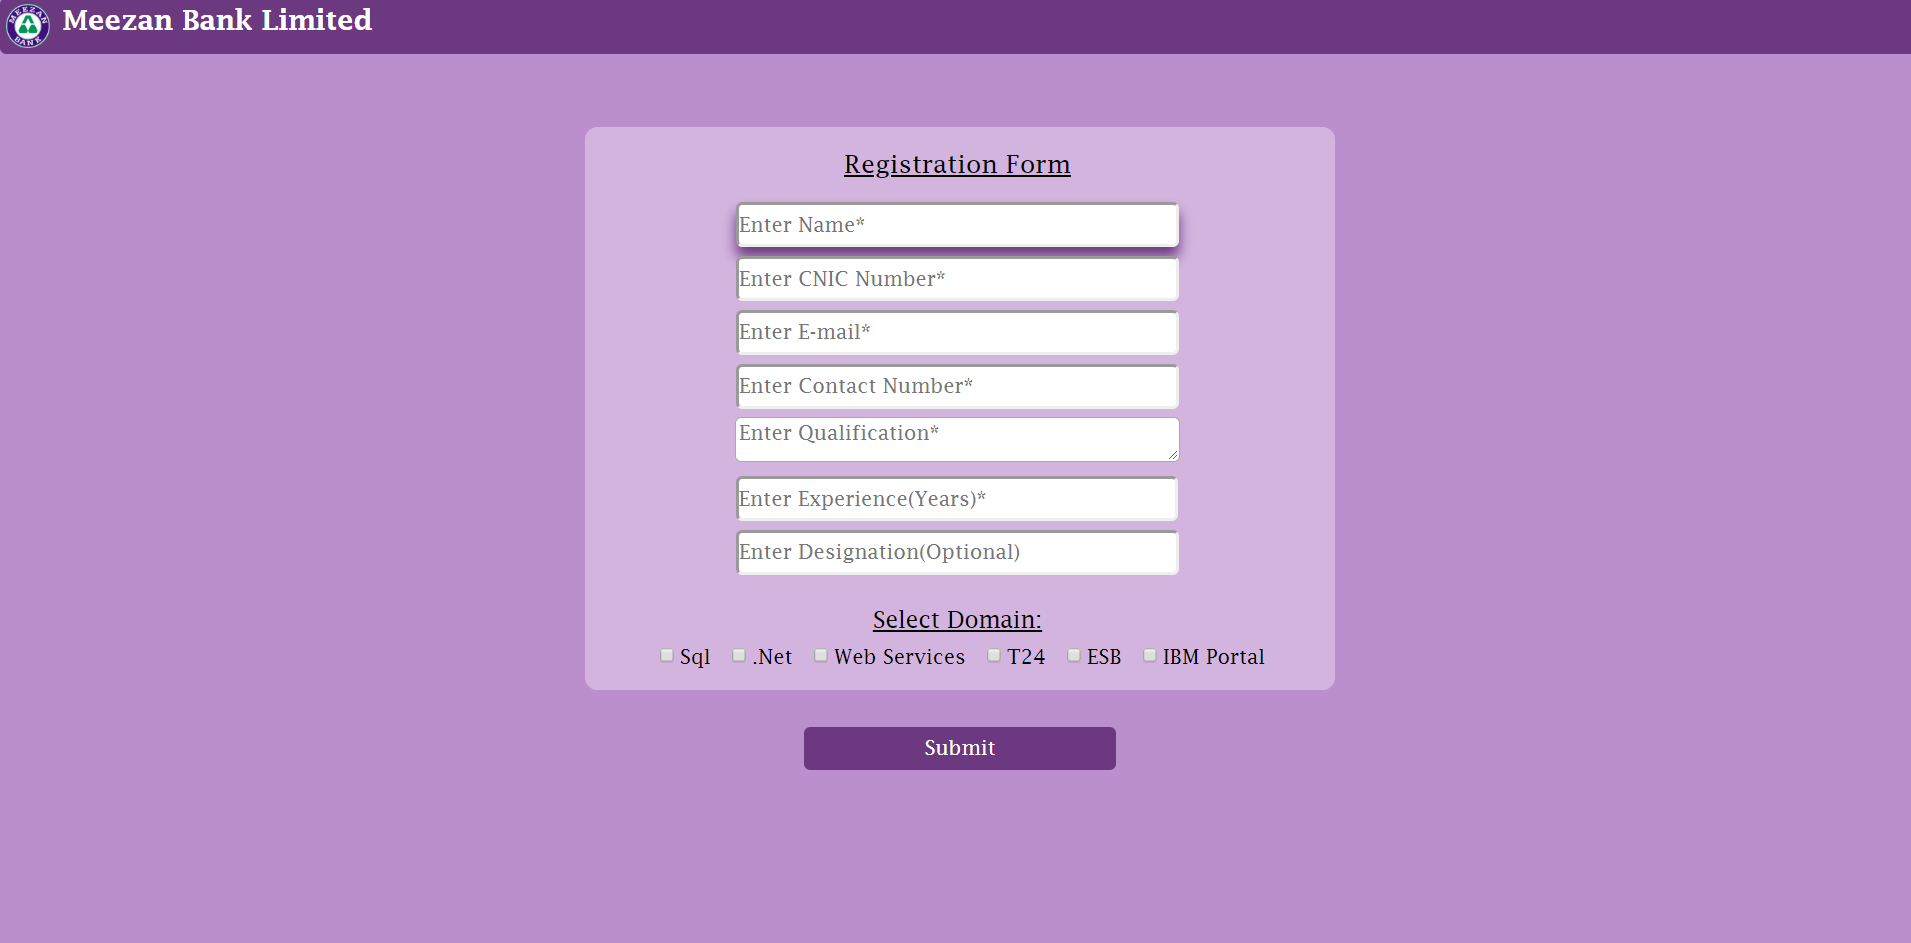 MEEZAN BANK
Meezan Bank Limited
Registration Form
Enter Name*
Enter CNIC Number*
Enter E-mail*
Enter Contact Number*
Enter Qualification*
Enter Experience(Years)*
Enter Designation(Optional)
Select Domain:
Sql .Net Web Services T24 ESB IBM Portal
Submit